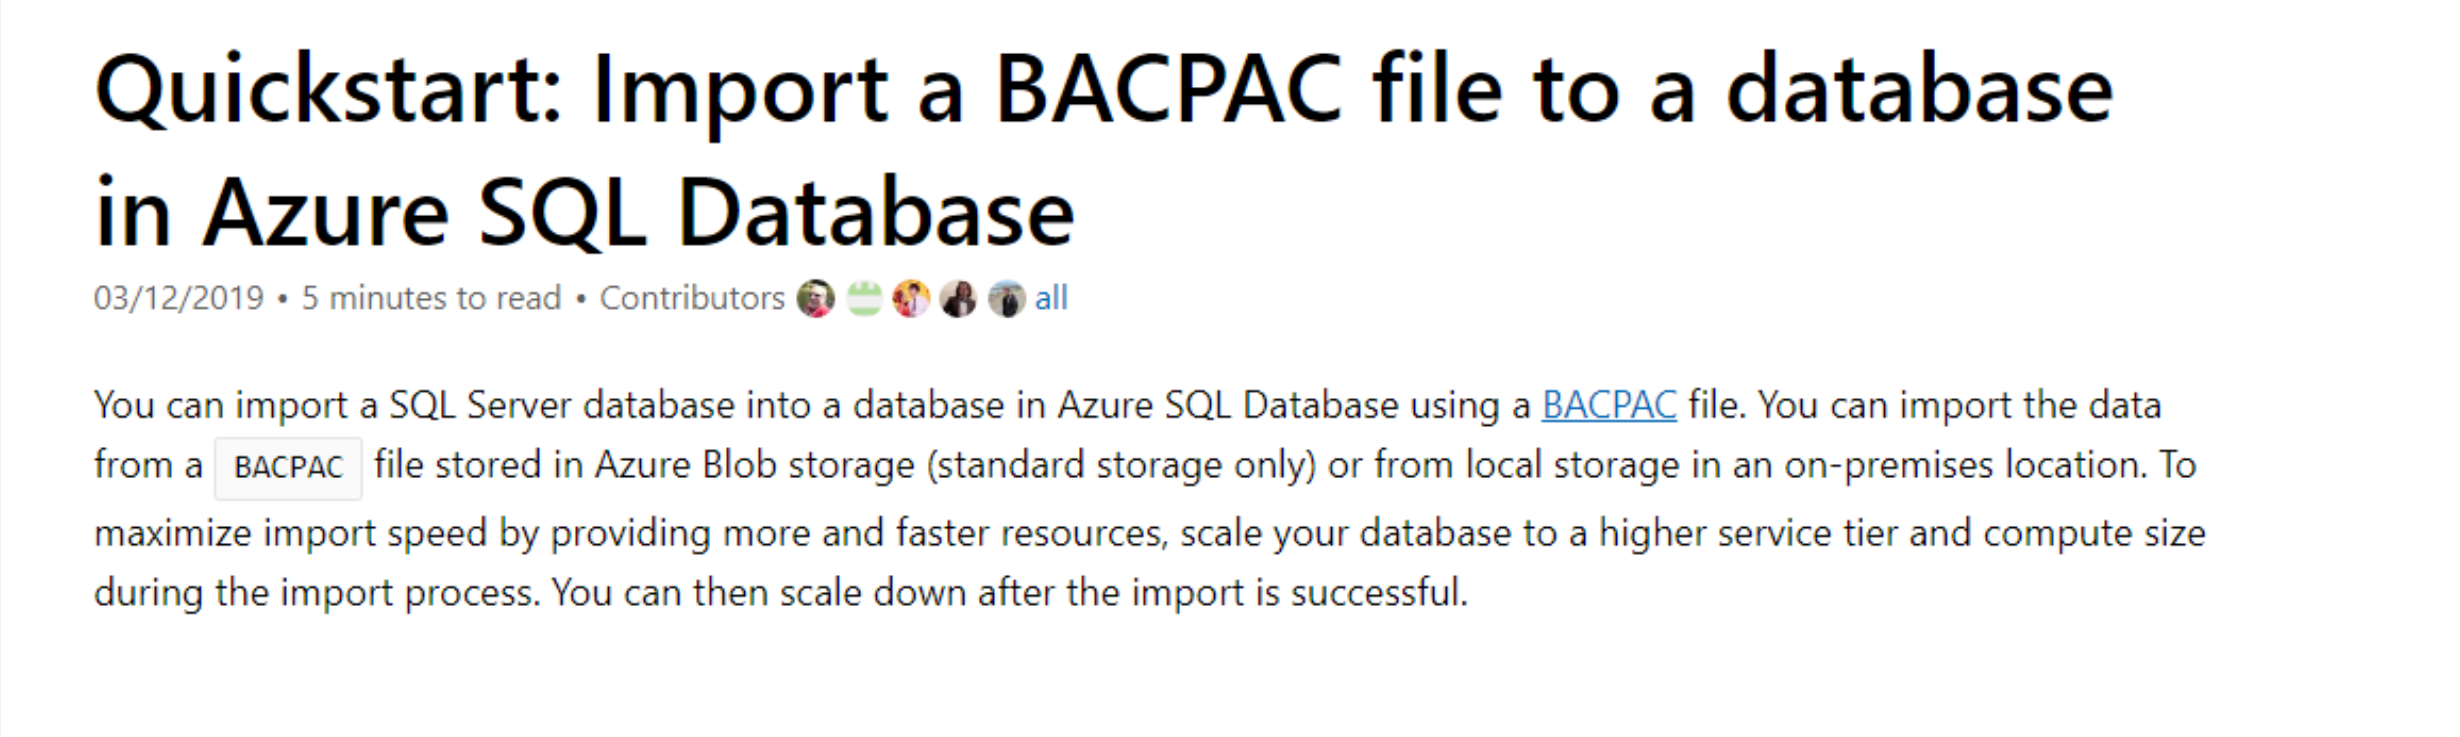 Quickstart: Import a BACPAC file to a database
in Azure SQL Database
03/12/2019 • 5 minutes to read • Contributors all
You can import a SQL Server database into a database in Azure SQL Database using a BACPAC file. You can import the data
from a BACPAC file stored in Azure Blob storage (standard storage only) or from local storage in an on-premises location. To
maximize import speed by providing more and faster resources, scale your database to a higher service tier and compute size
during the import process. You can then scale down after the import is successful.